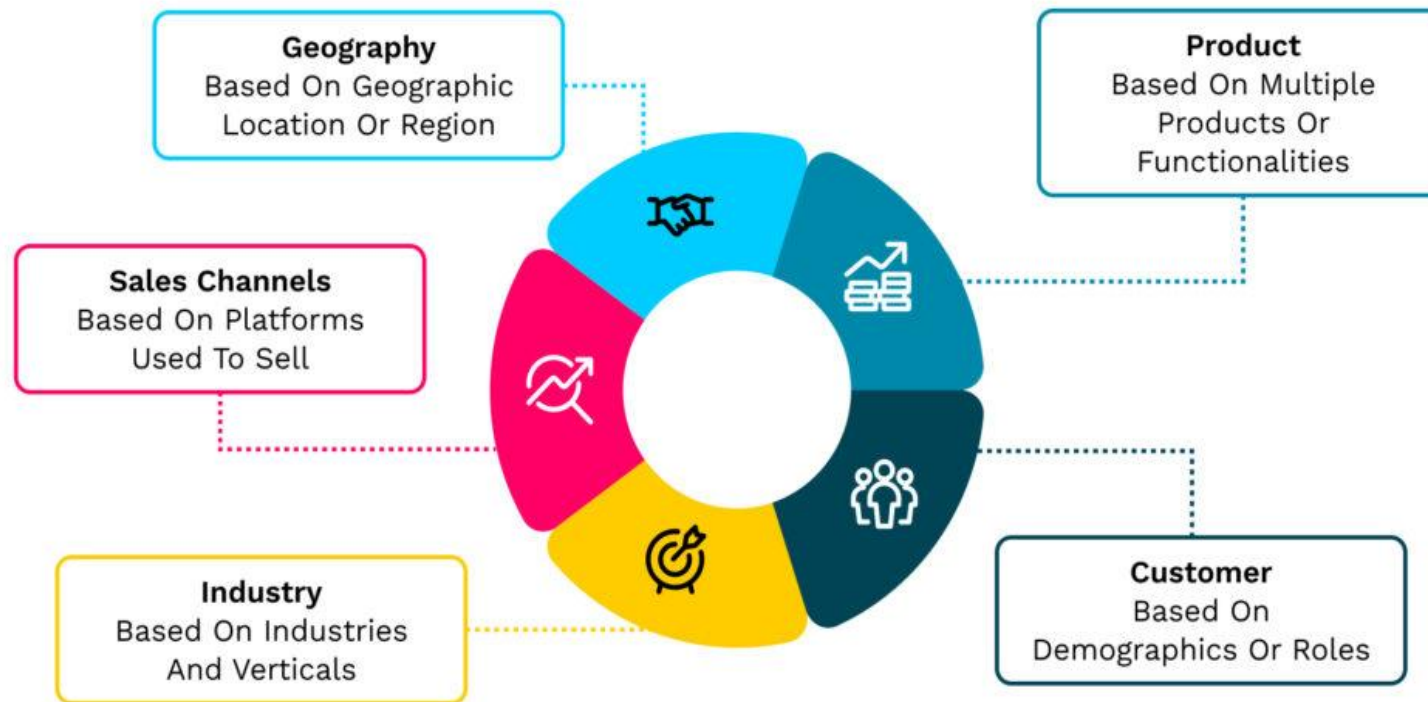 Geography
Based On Geographic
Location Or Region
Product
Based On Multiple
Products Or
Functionalities
Sales Channels
Based On Platforms
Used To Sell
Industry
Based On Industries
And Verticals
Customer
Based On
Demographics Or Roles